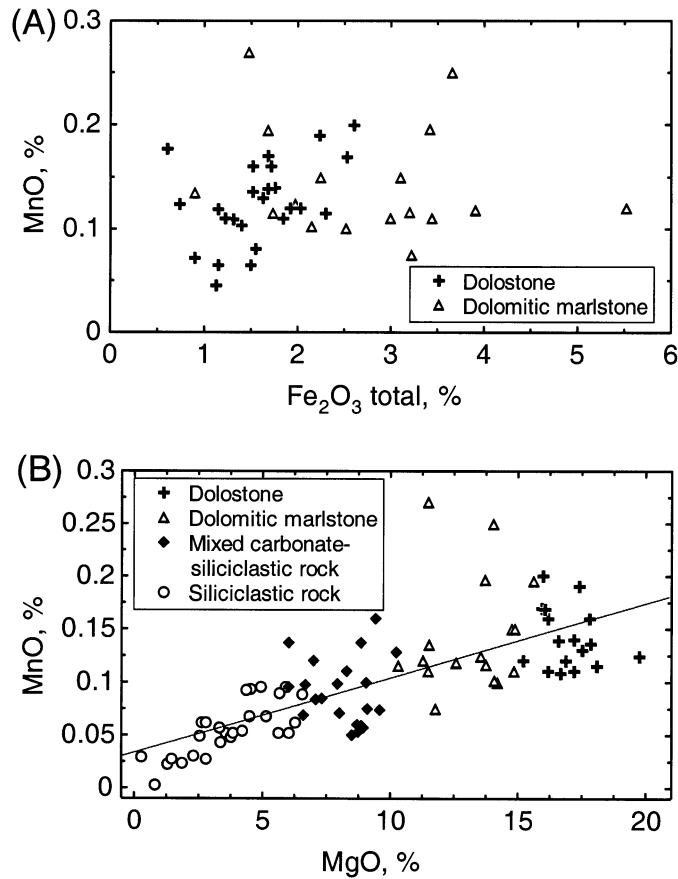 (A)
0.3
0.2
0.1
0
MnO, %
Dolostone
Dolomitic marlstone
0 1 2 3 4 5 6
Fe₂O₃ total, %
(B)
0.3
0.25
0.2
0.15
0.1
0.05
0
MnO, %
Dolostone
Dolomitic marlstone
Mixed carbonate-
siliciclastic rock
Siliciclastic rock
0 5 10 15 20
MgO, %